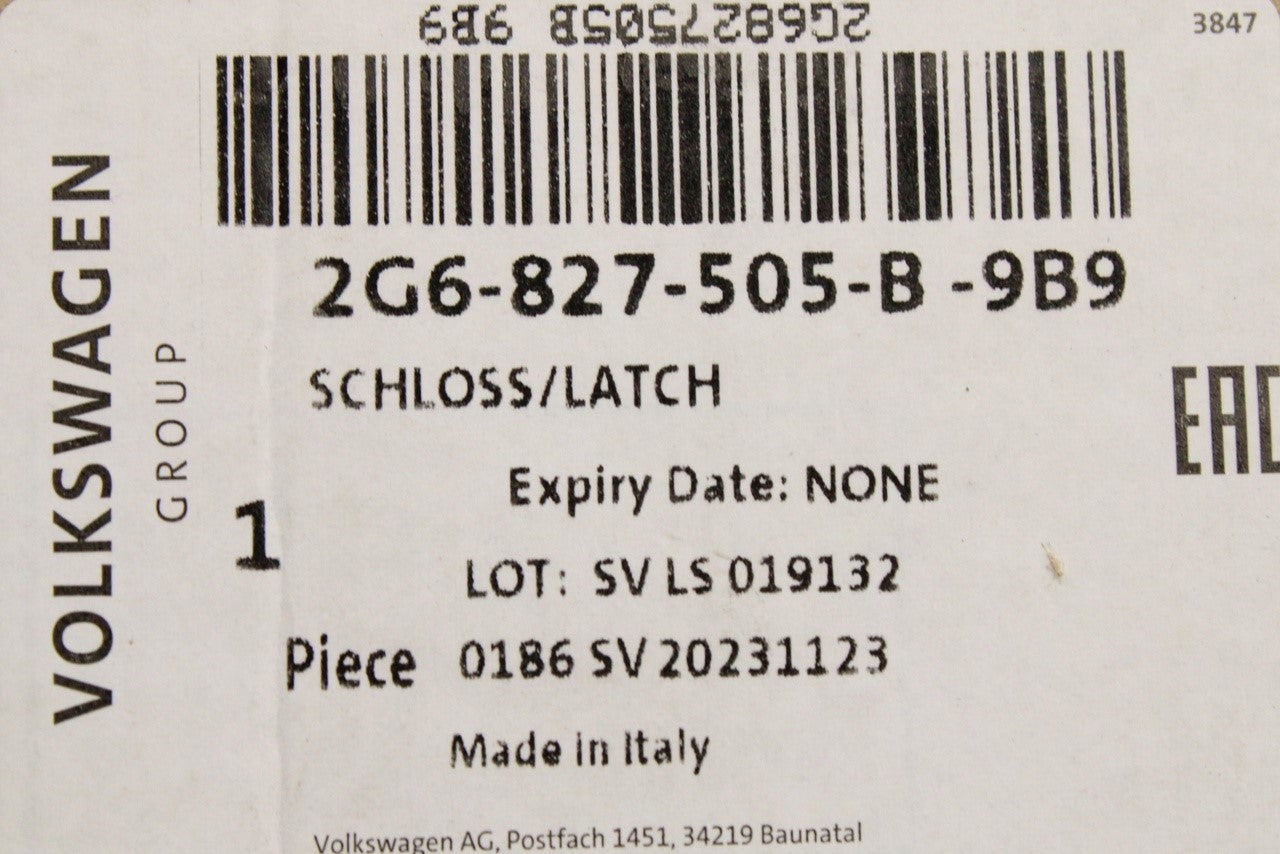 2G6827505B 9B9
3847
VOLKSWAGEN
GROUP
2G6-827-505-B -9B9
SCHLOSS/LATCH
EAC
Expiry Date: NONE
1
LOT: SV LS 019132
Piece 0186 SV 20231123
Made in Italy
Volkswagen AG, Postfach 1451, 34219 Baunatal